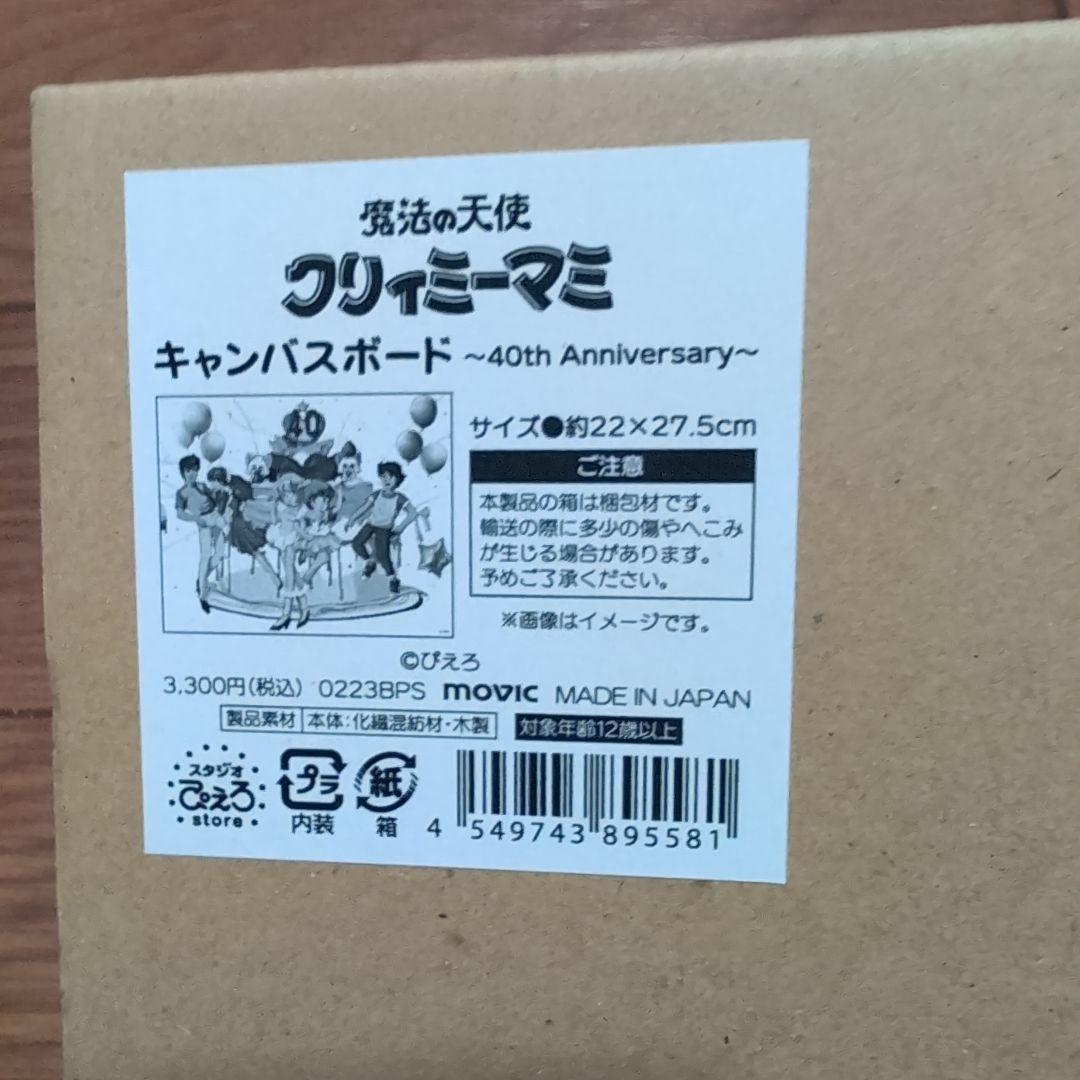 魔法の天使
クリィミーマミ
キャンバスボード ~40th Anniversary~
40
サイズ●約22×27.5cm
ご注意
本製品の箱は梱包材です。
輸送の際に多少の傷やへこみ
が生じる場合があります。
予めご了承ください。
※画像はイメージです。
©ぴえろ
3,300円(税込) 0223BPS movic MADE IN JAPAN
製品素材 本体:化繊混紡材・木製 対象年齢12歳以上
スタジオ
ぴえろ
store
プラ
内装
紙
箱
4 549743 895581